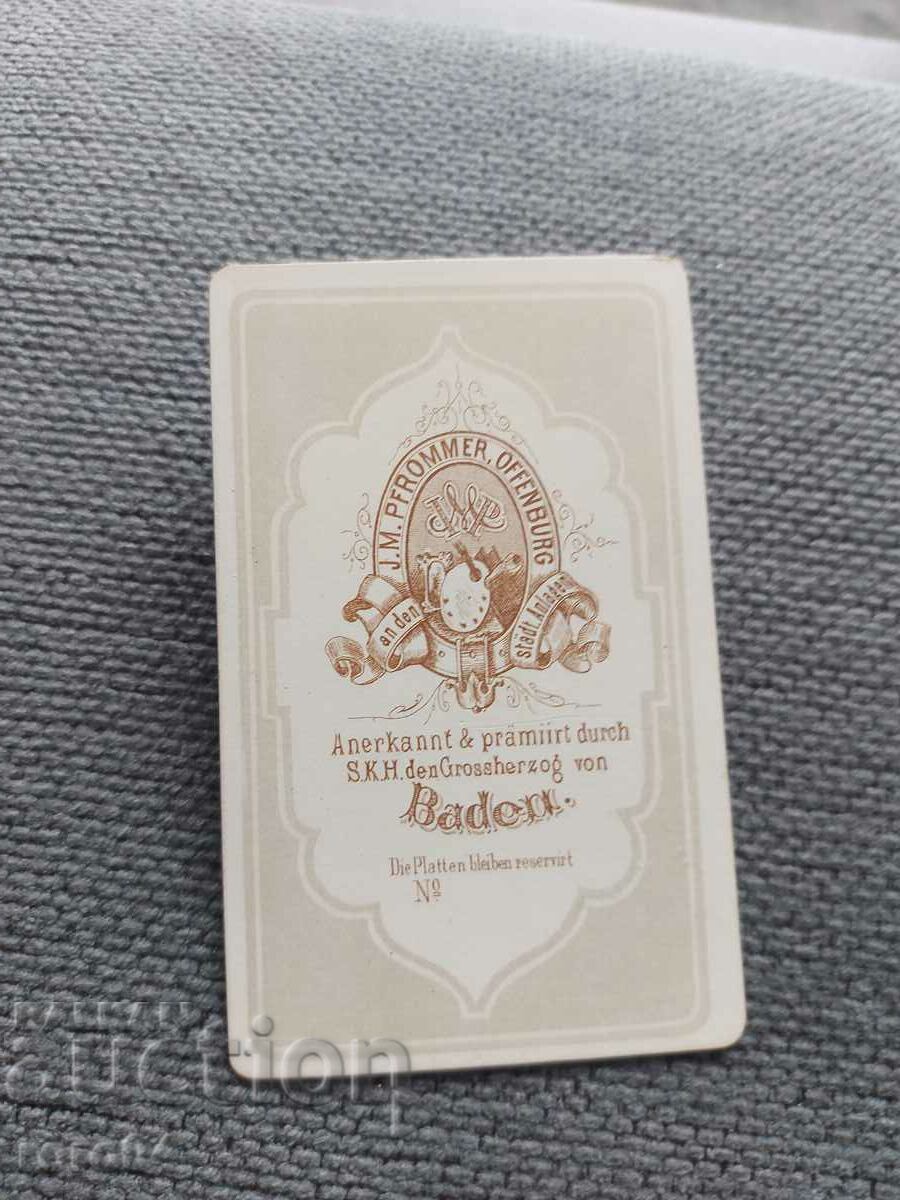 J.M. PFROMMER, OFFENBURG
JMP
an den
städt. Anlagen
Anerkannt & prämiirt durch
S.K.H. den Grossherzog von
Baden.
Die Platten bleiben reservirt
Nº
auction